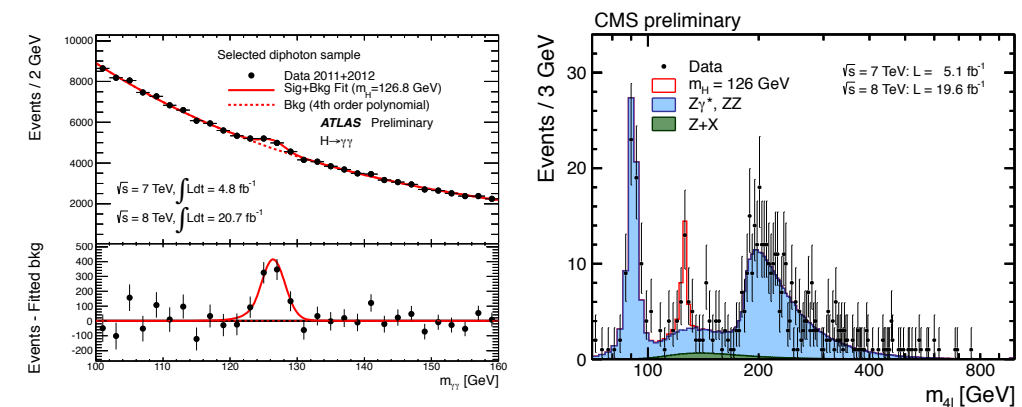 Events / 2 GeV
10000
8000
6000
4000
2000
Selected diphoton sample
Data 2011+2012
Sig+Bkg Fit (mH=126.8 GeV)
Bkg (4th order polynomial)
ATLAS Preliminary
H→γγ
√s = 7 TeV, ∫Ldt = 4.8 fb⁻¹
√s = 8 TeV, ∫Ldt = 20.7 fb⁻¹
Events - Fitted bkg
500
400
300
200
100
0
-100
-200
100 110 120 130 140 150 160
mγγ [GeV]
CMS preliminary
Events / 3 GeV
30
20
10
0
Data
mH = 126 GeV
Zγ*, ZZ
Z+X
√s = 7 TeV: L = 5.1 fb⁻¹
√s = 8 TeV: L = 19.6 fb⁻¹
100 200 400 800
m4l [GeV]